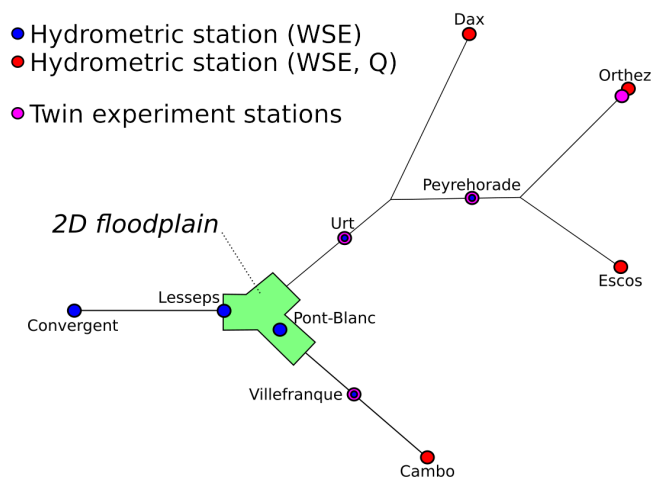 Hydrometric station (WSE)
Hydrometric station (WSE, Q)
Twin experiment stations
Dax
Orthez
Peyrehorade
2D floodplain
Urt
Escos
Lesseps
Pont-Blanc
Convergent
Villefranque
Cambo